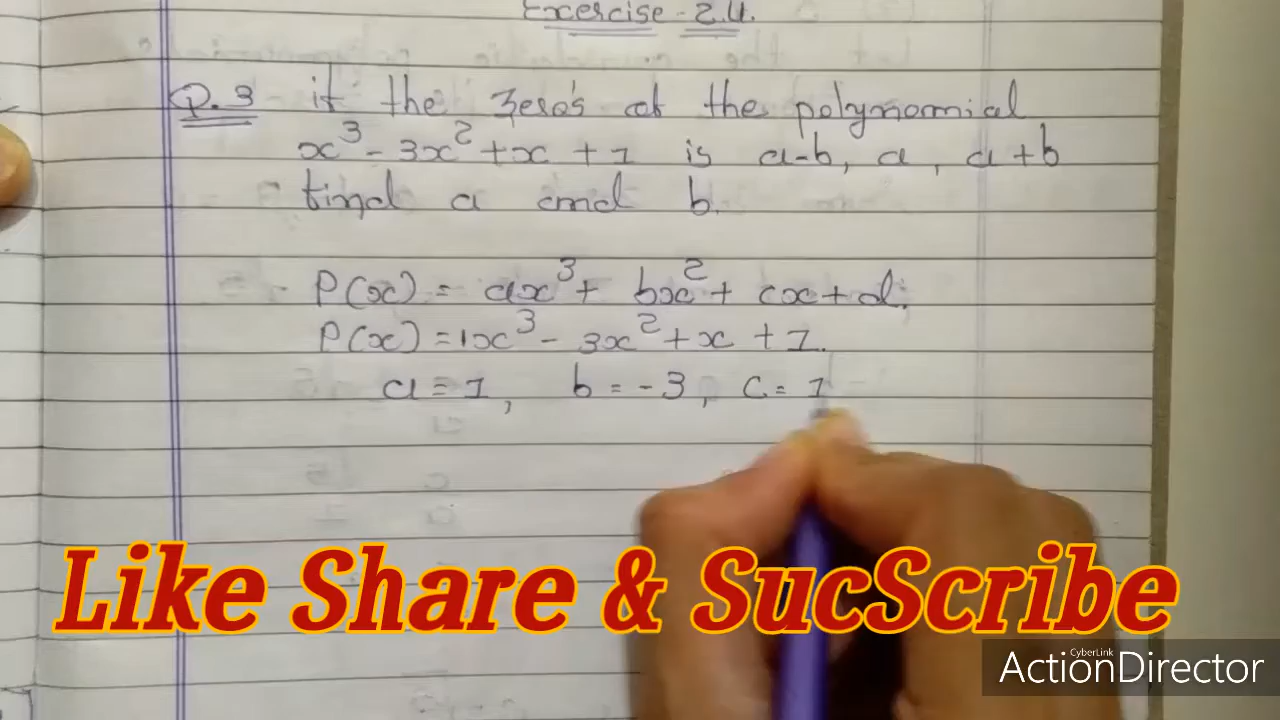 Exercise - 2.4.
Q.3 if the zeros of the polynomial
x³ - 3x² + x + 1 is a-b, a, a+b
find a and b.
P(x) = ax³ + bx² + cx + d.
P(x) = 1x³ - 3x² + x + 1.
a = 1, b = -3, c = 1
Like Share & SucScribe
CyberLink
ActionDirector